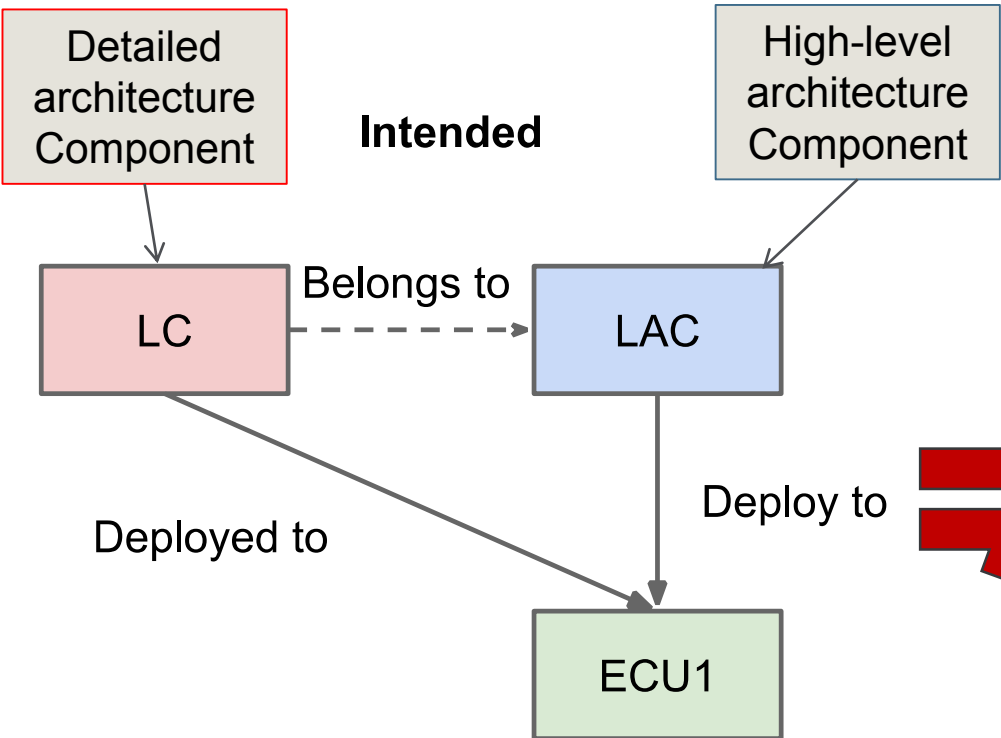 Detailed
architecture
Component
Intended
High-level
architecture
Component
LC
Belongs to
LAC
Deployed to
Deploy to
ECU1